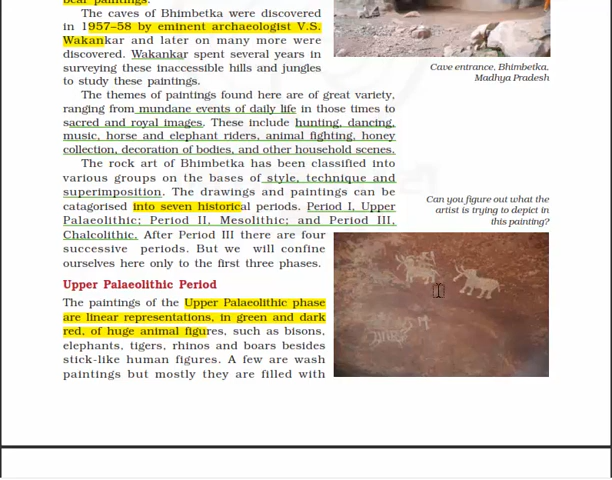 The caves of Bhimbetka were discovered
in 1957–58 by eminent archaeologist V.S.
Wakankar and later on many more were
discovered. Wakankar spent several years in
surveying these inaccessible hills and jungles
to study these paintings.
The themes of paintings found here are of great variety,
ranging from mundane events of daily life in those times to
sacred and royal images. These include hunting, dancing,
music, horse and elephant riders, animal fighting, honey
collection, decoration of bodies, and other household scenes.
The rock art of Bhimbetka has been classified into
various groups on the bases of style, technique and
superimposition. The drawings and paintings can be
catagorised into seven historical periods. Period I, Upper
Palaeolithic; Period II, Mesolithic; and Period III,
Chalcolithic. After Period III there are four
successive periods. But we will confine
ourselves here only to the first three phases.
Upper Palaeolithic Period
The paintings of the Upper Palaeolithic phase
are linear representations, in green and dark
red, of huge animal figures, such as bisons,
elephants, tigers, rhinos and boars besides
stick-like human figures. A few are wash
paintings but mostly they are filled with
Cave entrance, Bhimbetka,
Madhya Pradesh
Can you figure out what the
artist is trying to depict in
this painting?